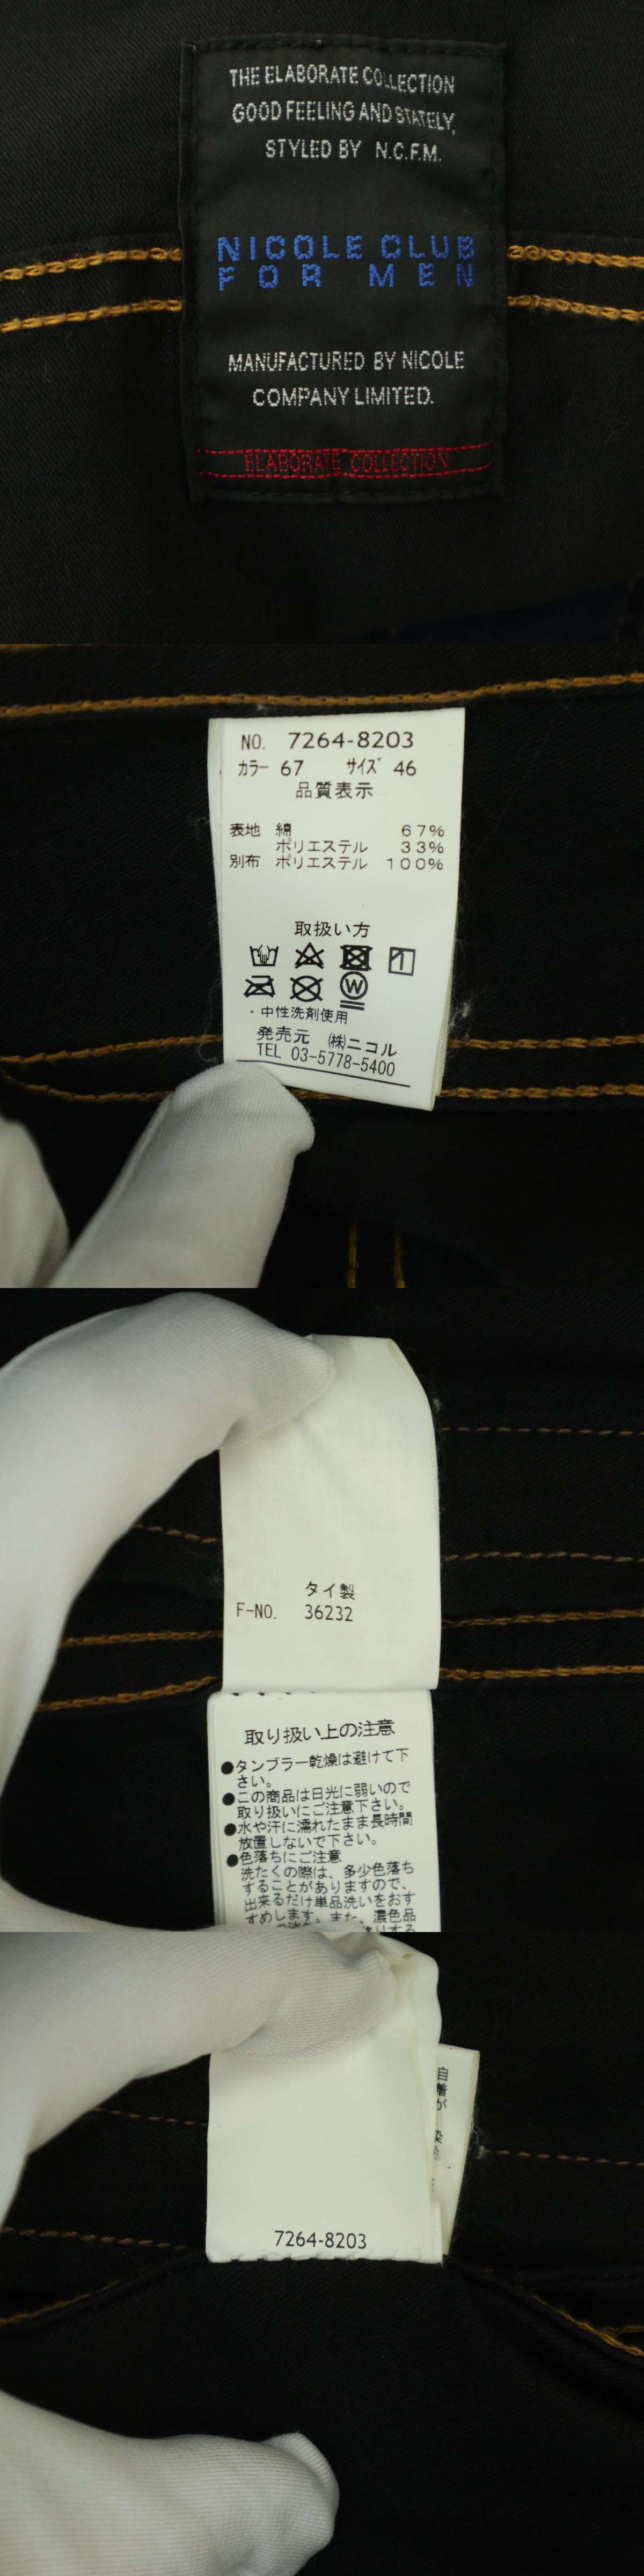 THE ELABORATE COLLECTION
GOOD FEELING AND STATELY,
STYLED BY N.C.F.M.
NICOLE CLUB
FOR MEN
MANUFACTURED BY NICOLE
COMPANY LIMITED.
ELABORATE COLLECTION
NO. 7264-8203
カラー 67 サイズ 46
品質表示
表地 綿 67%
ポリエステル 33%
別布 ポリエステル 100%
取扱い方
W
・中性洗剤使用
発売元 ㈱ニコル
TEL 03-5778-5400
タイ製
F-NO. 36232
取り扱い上の注意
●タンブラー乾燥は避けて下
さい。
●この商品は日光に弱いので
取り扱いにご注意下さい。
●水や汗に濡れたまま長時間
放置しないで下さい。
●色落ちにご注意
洗たくの際は、多少色落ち
することがありますので、
出来るだけ単品洗いをおす
すめします。また、濃色品
自
着
が
7264-8203